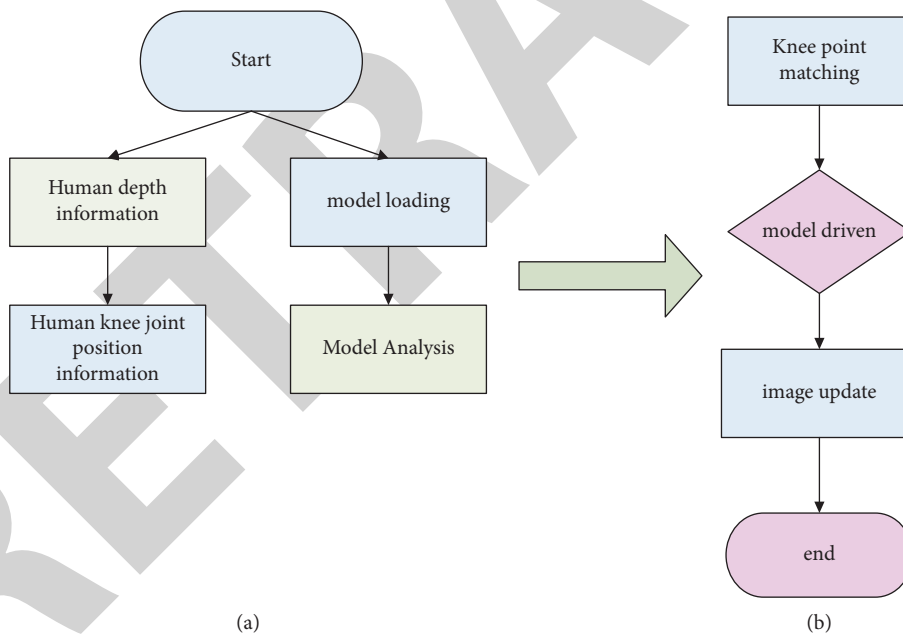 Start
Human depth
information
model loading
Human knee joint
position
information
Model Analysis
(a)
Knee point
matching
model driven
image update
end
(b)
RETRA